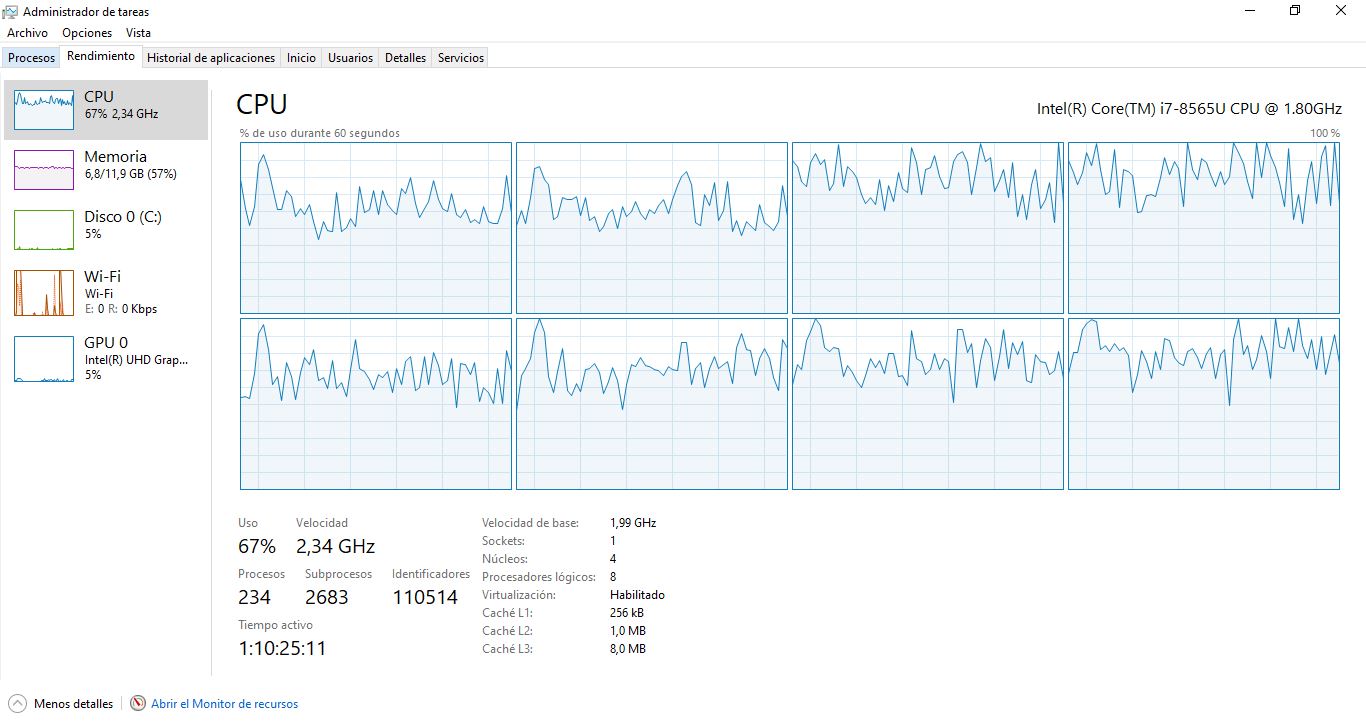 Administrador de tareas
Archivo Opciones Vista
Procesos Rendimiento Historial de aplicaciones Inicio Usuarios Detalles Servicios
CPU
67% 2,34 GHz
Memoria
6,8/11,9 GB (57%)
Disco 0 (C:)
5%
Wi-Fi
Wi-Fi
E: 0 R: 0 Kbps
GPU 0
Intel(R) UHD Grap...
5%
CPU
Intel(R) Core(TM) i7-8565U CPU @ 1.80GHz
% de uso durante 60 segundos 100 %
Uso Velocidad
67% 2,34 GHz
Procesos Subprocesos Identificadores
234 2683 110514
Tiempo activo
1:10:25:11
Velocidad de base: 1,99 GHz
Sockets: 1
Núcleos: 4
Procesadores lógicos: 8
Virtualización: Habilitado
Caché L1: 256 kB
Caché L2: 1,0 MB
Caché L3: 8,0 MB
Menos detalles Abrir el Monitor de recursos